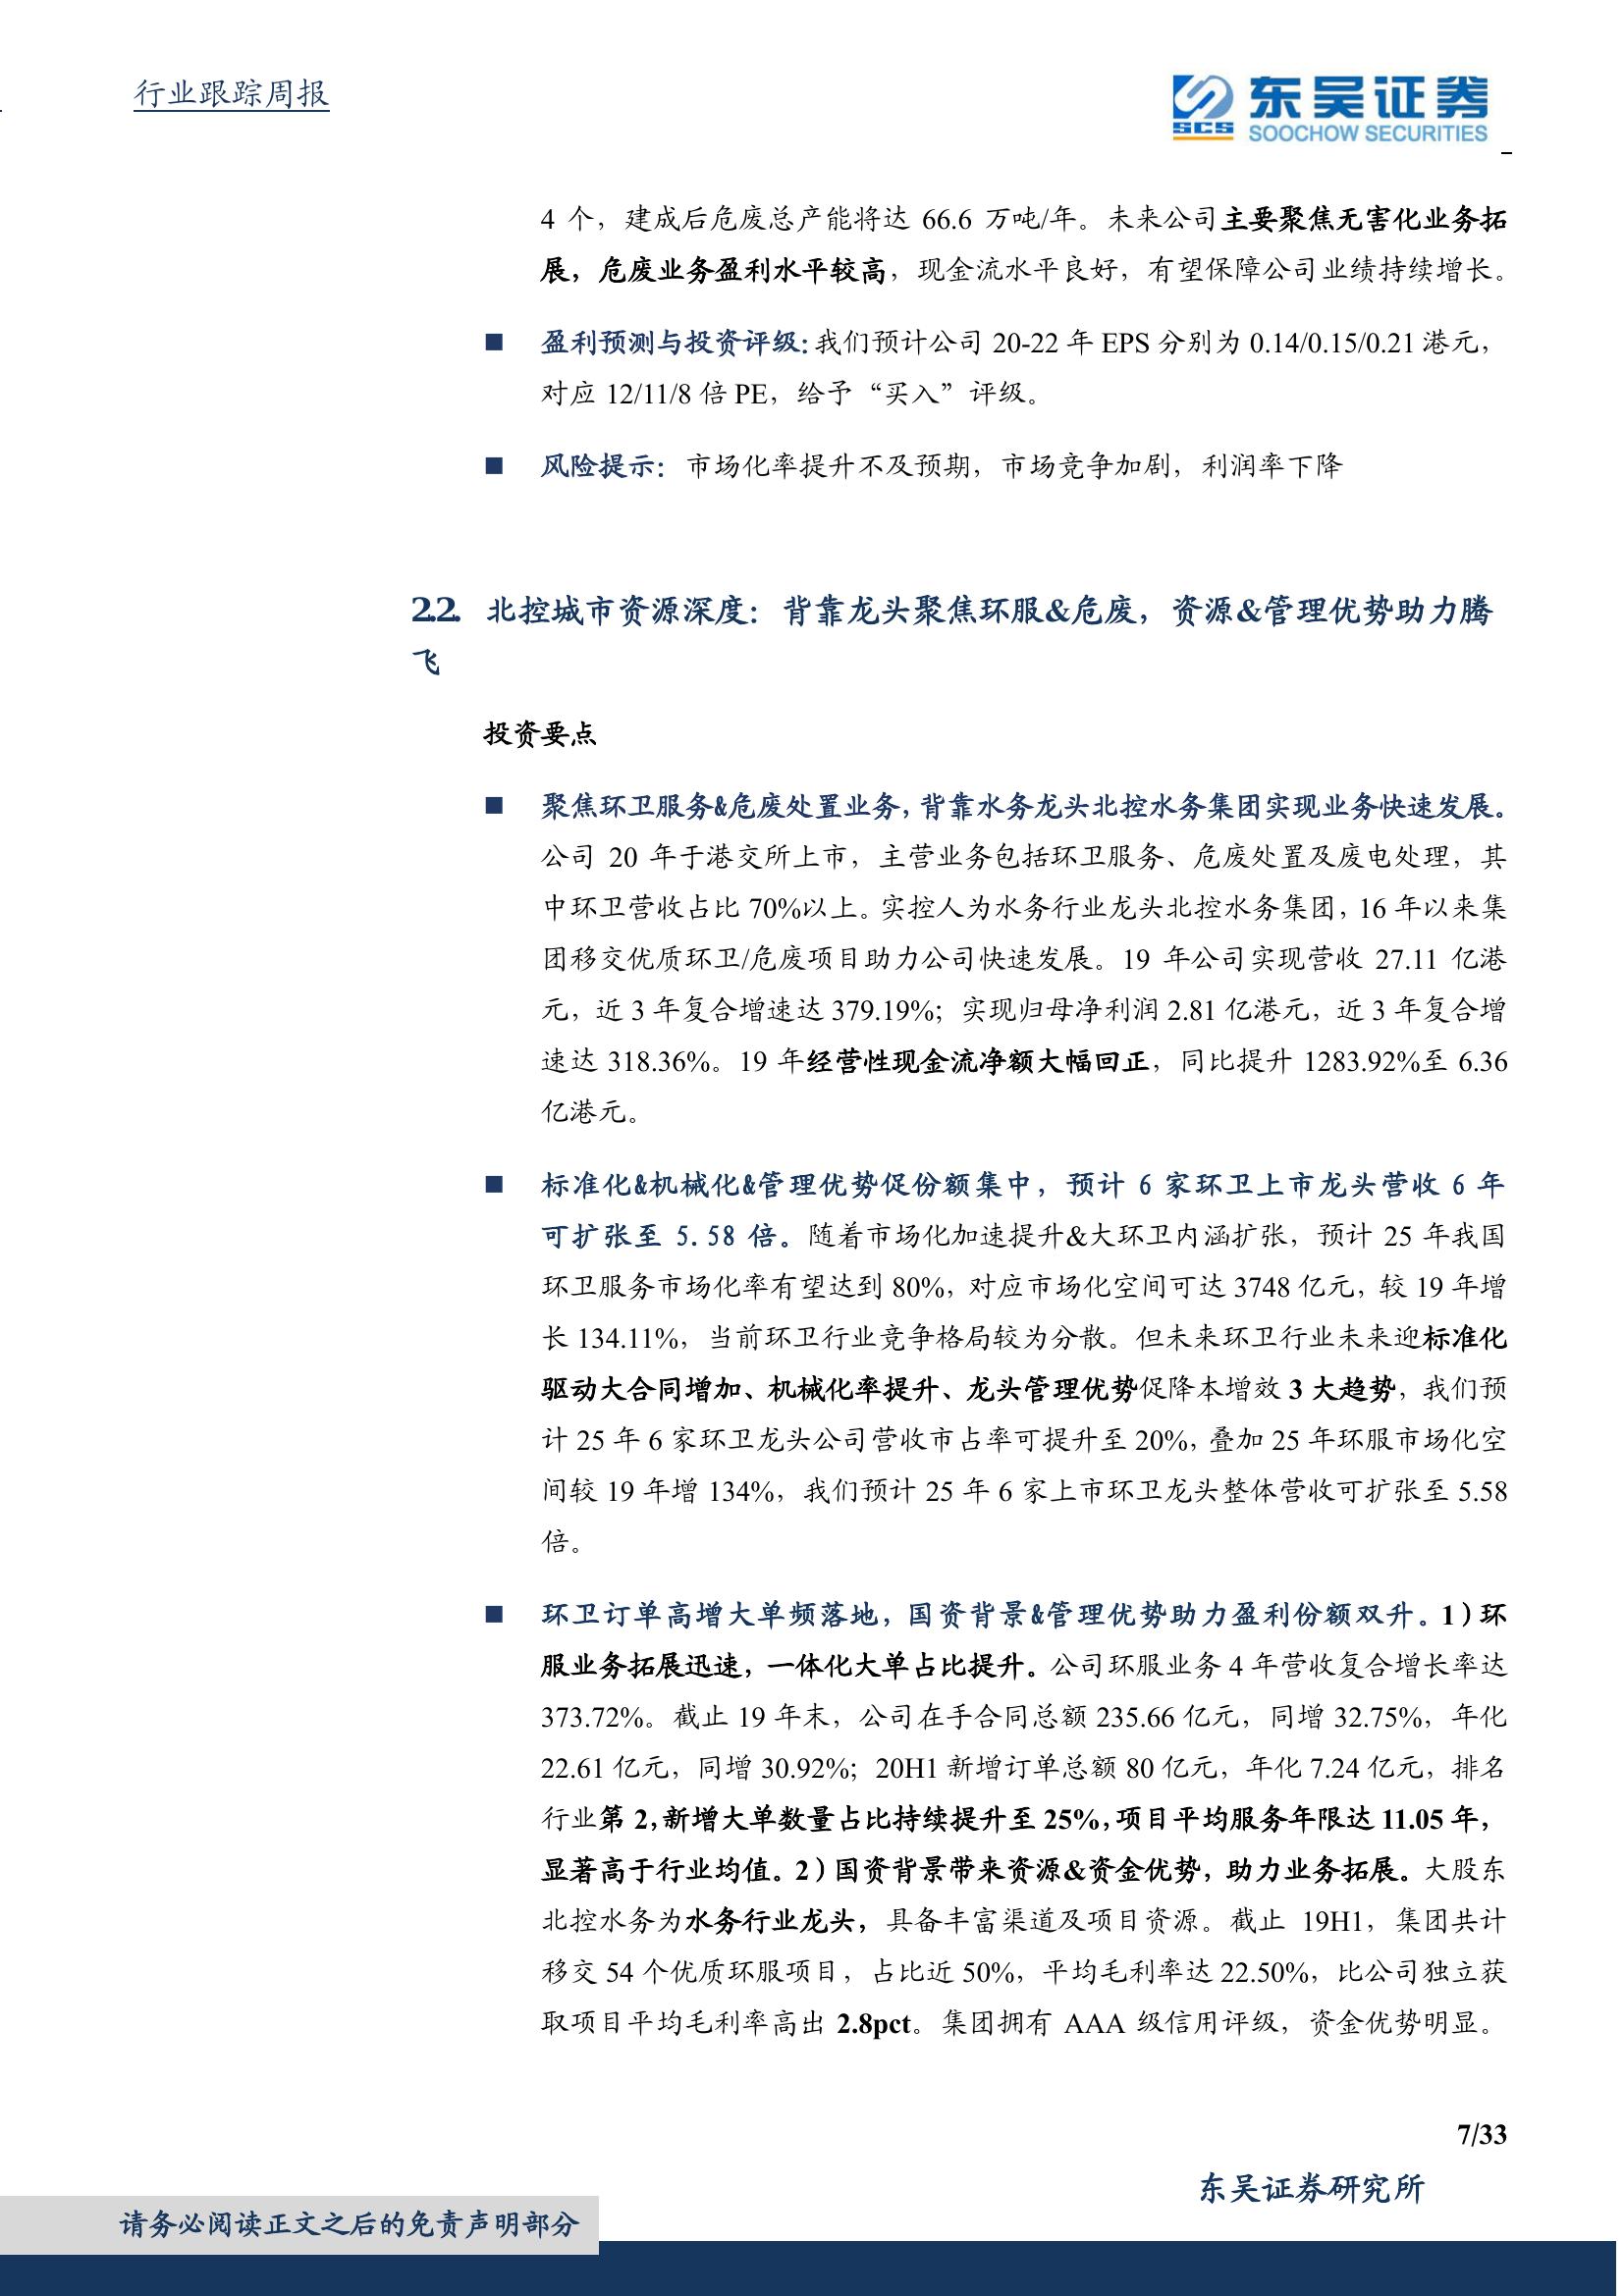 行业跟踪周报
东吴证券
SCS
SOOCHOW SECURITIES
4 个，建成后危废总产能将达 66.6 万吨/年。未来公司主要聚焦无害化业务拓
展，危废业务盈利水平较高，现金流水平良好，有望保障公司业绩持续增长。
■ 盈利预测与投资评级：我们预计公司 20-22 年 EPS 分别为 0.14/0.15/0.21 港元，
对应 12/11/8 倍 PE，给予“买入”评级。
■ 风险提示：市场化率提升不及预期，市场竞争加剧，利润率下降
2.2. 北控城市资源深度：背靠龙头聚焦环服&危废，资源&管理优势助力腾
飞
投资要点
■ 聚焦环卫服务&危废处置业务，背靠水务龙头北控水务集团实现业务快速发展。
公司 20 年于港交所上市，主营业务包括环卫服务、危废处置及废电处理，其
中环卫营收占比 70%以上。实控人为水务行业龙头北控水务集团，16 年以来集
团移交优质环卫/危废项目助力公司快速发展。19 年公司实现营收 27.11 亿港
元，近 3 年复合增速达 379.19%；实现归母净利润 2.81 亿港元，近 3 年复合增
速达 318.36%。19 年经营性现金流净额大幅回正，同比提升 1283.92%至 6.36
亿港元。
■ 标准化&机械化&管理优势促份额集中，预计 6 家环卫上市龙头营收 6 年
可扩张至 5.58 倍。随着市场化加速提升&大环卫内涵扩张，预计 25 年我国
环卫服务市场化率有望达到 80%，对应市场化空间可达 3748 亿元，较 19 年增
长 134.11%，当前环卫行业竞争格局较为分散。但未来环卫行业未来迎标准化
驱动大合同增加、机械化率提升、龙头管理优势促降本增效 3 大趋势，我们预
计 25 年 6 家环卫龙头公司营收市占率可提升至 20%，叠加 25 年环服市场化空
间较 19 年增 134%，我们预计 25 年 6 家上市环卫龙头整体营收可扩张至 5.58
倍。
■ 环卫订单高增大单频落地，国资背景&管理优势助力盈利份额双升。1）环
服业务拓展迅速，一体化大单占比提升。公司环服业务 4 年营收复合增长率达
373.72%。截止 19 年末，公司在手合同总额 235.66 亿元，同增 32.75%，年化
22.61 亿元，同增 30.92%；20H1 新增订单总额 80 亿元，年化 7.24 亿元，排名
行业第 2，新增大单数量占比持续提升至 25%，项目平均服务年限达 11.05 年，
显著高于行业均值。2）国资背景带来资源&资金优势，助力业务拓展。大股东
北控水务为水务行业龙头，具备丰富渠道及项目资源。截止 19H1，集团共计
移交 54 个优质环服项目，占比近 50%，平均毛利率达 22.50%，比公司独立获
取项目平均毛利率高出 2.8pct。集团拥有 AAA 级信用评级，资金优势明显。
7/33
东吴证券研究所
请务必阅读正文之后的免责声明部分